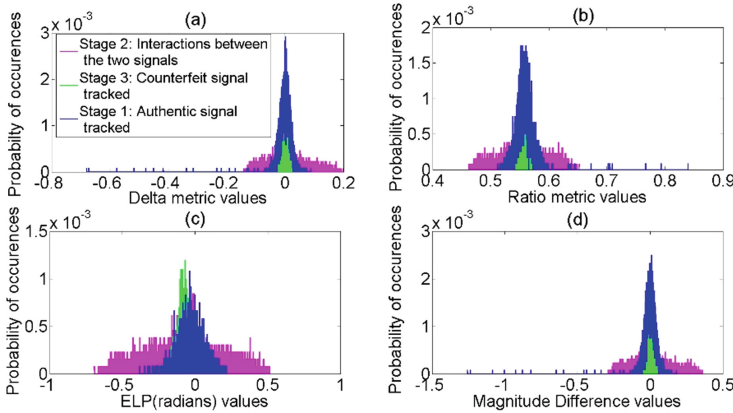 (a)
x 10⁻³
Probability of occurences
3
2
1
0
Stage 2: Interactions between
the two signals
Stage 3: Counterfeit signal
tracked
Stage 1: Authentic signal
tracked
-0.8 -0.6 -0.4 -0.2 0 0.2
Delta metric values
(b)
x 10⁻³
Probability of occurences
2
1.5
1
0.5
0
0.4 0.5 0.6 0.7 0.8 0.9
Ratio metric values
(c)
x 10⁻³
Probability of occurences
1.5
1
0.5
0
-1 -0.5 0 0.5 1
ELP(radians) values
(d)
x 10⁻³
Probability of occurences
3
2
1
0
-1.5 -1 -0.5 0 0.5
Magnitude Difference values